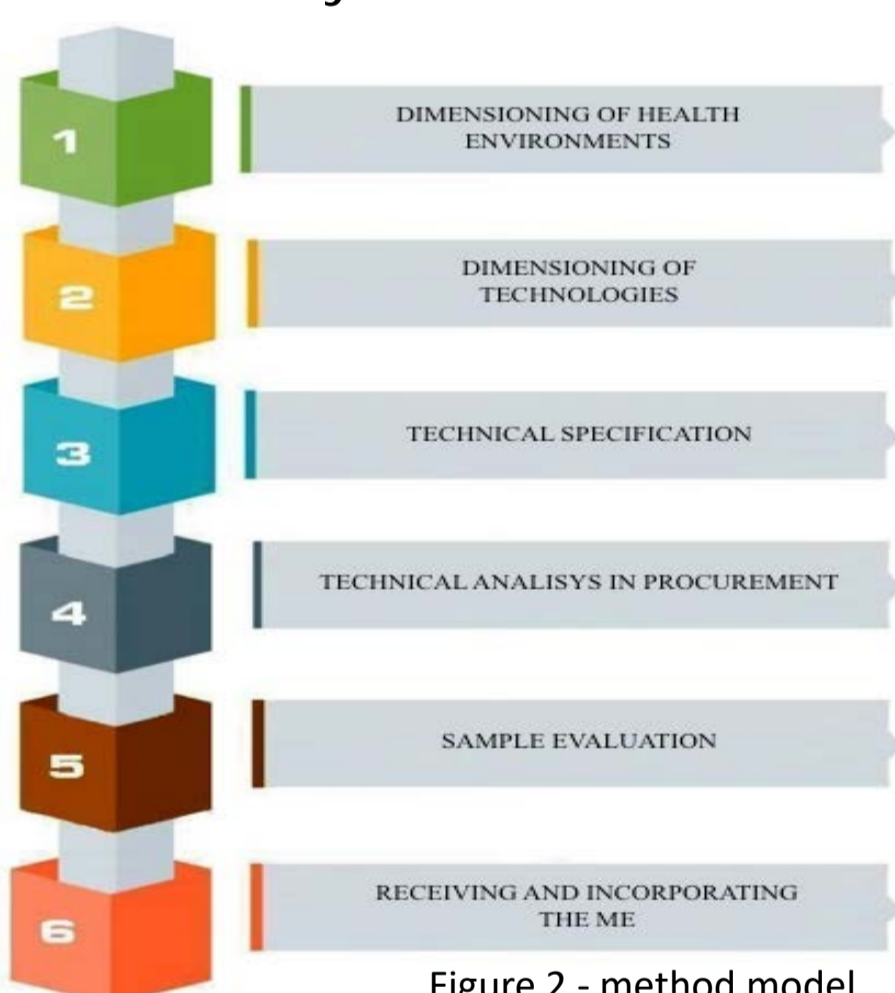 1
DIMENSIONING OF HEALTH
ENVIRONMENTS
2
DIMENSIONING OF
TECHNOLOGIES
3
TECHNICAL SPECIFICATION
4
TECHNICAL ANALISYS IN PROCUREMENT
5
SAMPLE EVALUATION
6
RECEIVING AND INCORPORATING
THE ME
Figure 2 - method model